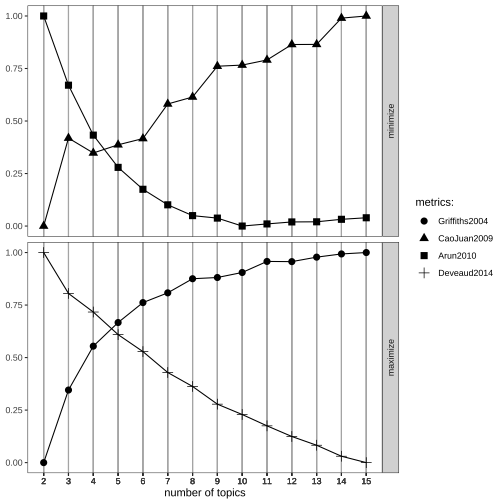 1.00
0.75
0.50
0.25
0.00
minimize
1.00
0.75
0.50
0.25
0.00
maximize
2 3 4 5 6 7 8 9 10 11 12 13 14 15
number of topics
metrics:
Griffiths2004
CaoJuan2009
Arun2010
Deveaud2014